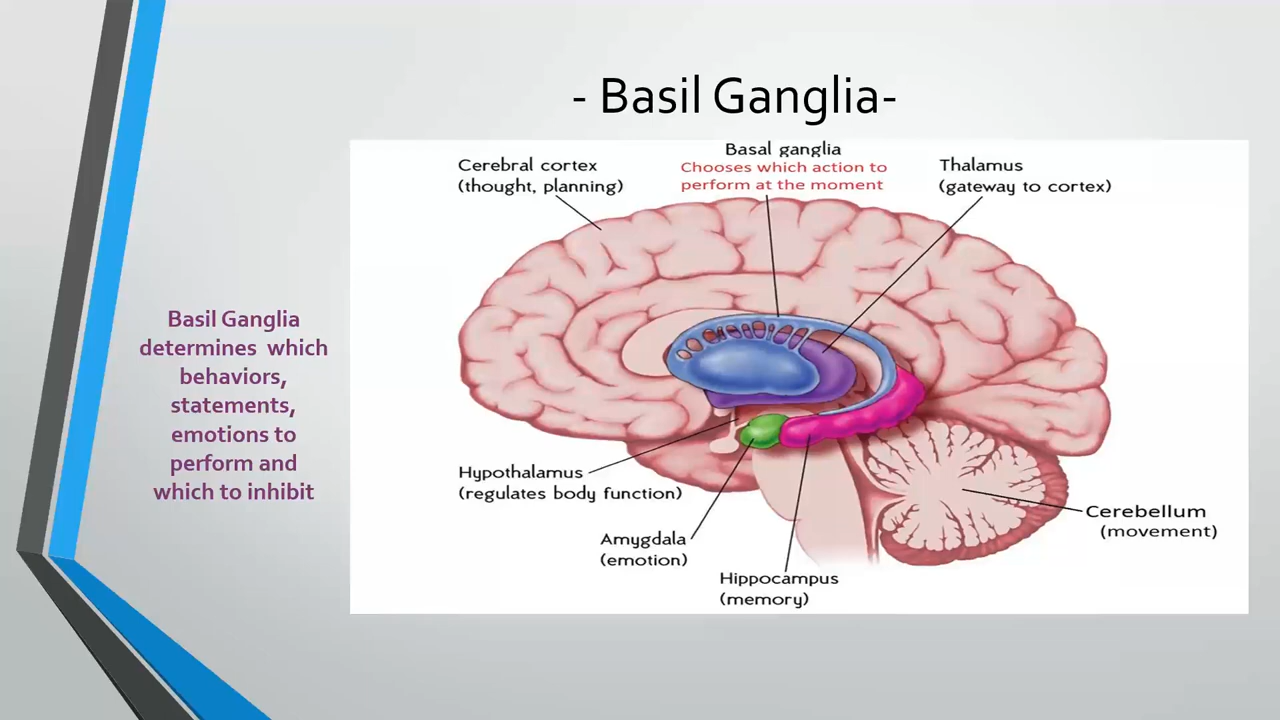 - Basil Ganglia-
Basil Ganglia
determines which
behaviors,
statements,
emotions to
perform and
which to inhibit
Cerebral cortex
(thought, planning)
Basal ganglia
Chooses which action to
perform at the moment
Thalamus
(gateway to cortex)
Hypothalamus
(regulates body function)
Amygdala
(emotion)
Hippocampus
(memory)
Cerebellum
(movement)